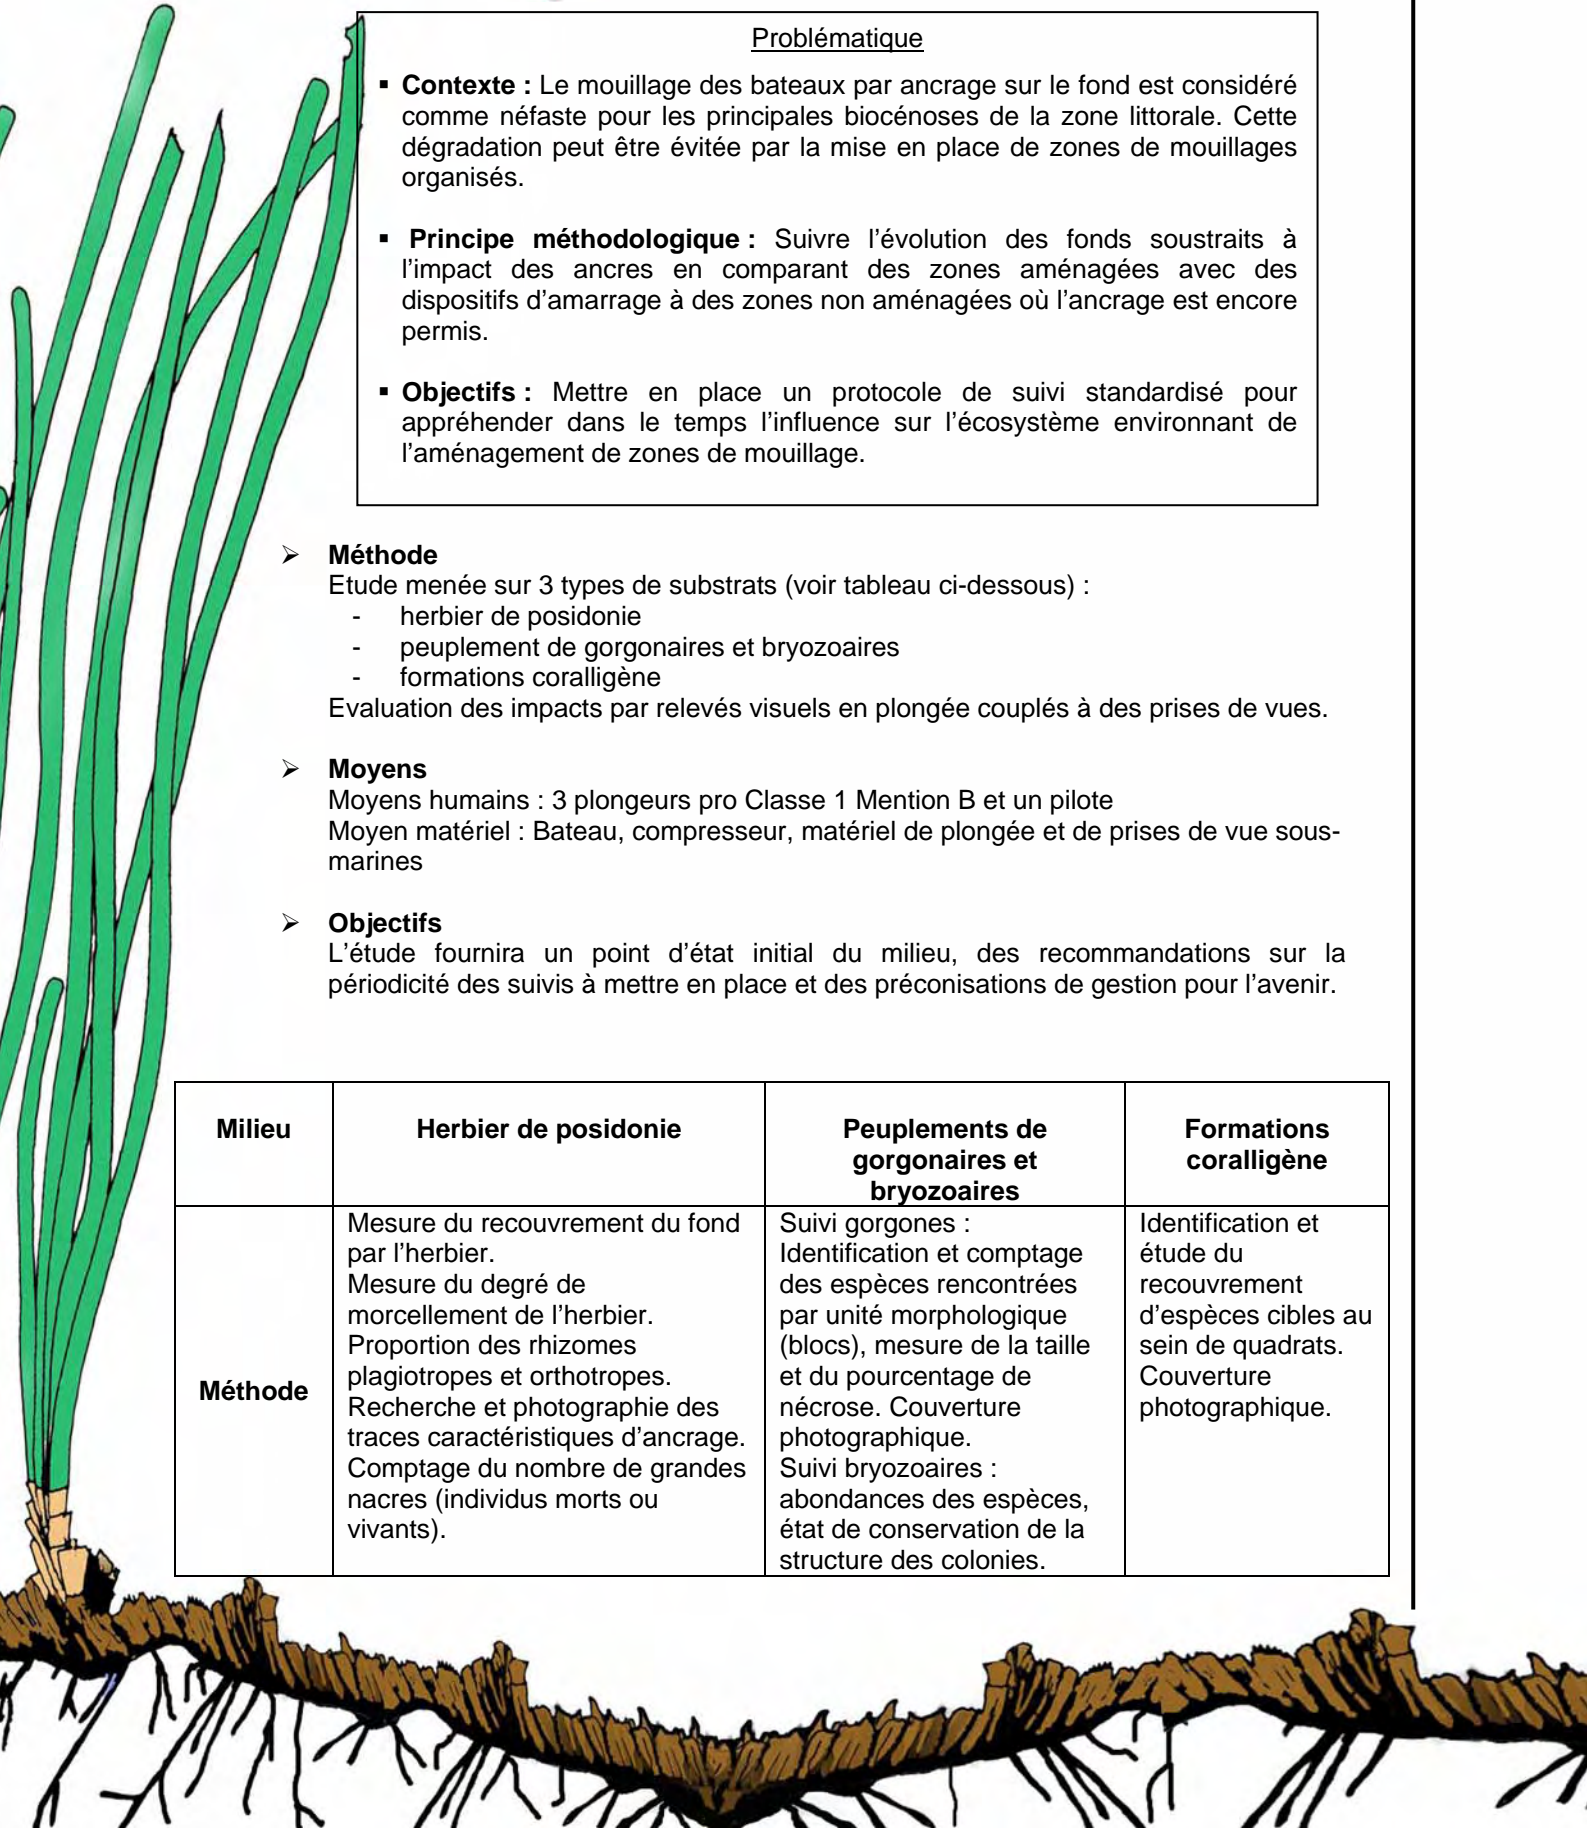 Problématique
▪ Contexte : Le mouillage des bateaux par ancrage sur le fond est considéré
comme néfaste pour les principales biocénoses de la zone littorale. Cette
dégradation peut être évitée par la mise en place de zones de mouillages
organisés.
▪ Principe méthodologique : Suivre l'évolution des fonds soustraits à
l'impact des ancres en comparant des zones aménagées avec des
dispositifs d'amarrage à des zones non aménagées où l'ancrage est encore
permis.
▪ Objectifs : Mettre en place un protocole de suivi standardisé pour
appréhender dans le temps l'influence sur l'écosystème environnant de
l'aménagement de zones de mouillage.
➢ Méthode
Etude menée sur 3 types de substrats (voir tableau ci-dessous) :
- herbier de posidonie
- peuplement de gorgonaires et bryozoaires
- formations coralligène
Evaluation des impacts par relevés visuels en plongée couplés à des prises de vues.
➢ Moyens
Moyens humains : 3 plongeurs pro Classe 1 Mention B et un pilote
Moyen matériel : Bateau, compresseur, matériel de plongée et de prises de vue sous-
marines
➢ Objectifs
L'étude fournira un point d'état initial du milieu, des recommandations sur la
périodicité des suivis à mettre en place et des préconisations de gestion pour l'avenir.
Milieu
Herbier de posidonie
Peuplements de
gorgonaires et
bryozoaires
Formations
coralligène
Méthode
Mesure du recouvrement du fond
par l'herbier.
Mesure du degré de
morcellement de l'herbier.
Proportion des rhizomes
plagiotropes et orthotropes.
Recherche et photographie des
traces caractéristiques d'ancrage.
Comptage du nombre de grandes
nacres (individus morts ou
vivants).
Suivi gorgones :
Identification et comptage
des espèces rencontrées
par unité morphologique
(blocs), mesure de la taille
et du pourcentage de
nécrose. Couverture
photographique.
Suivi bryozoaires :
abondances des espèces,
état de conservation de la
structure des colonies.
Identification et
étude du
recouvrement
d'espèces cibles au
sein de quadrats.
Couverture
photographique.